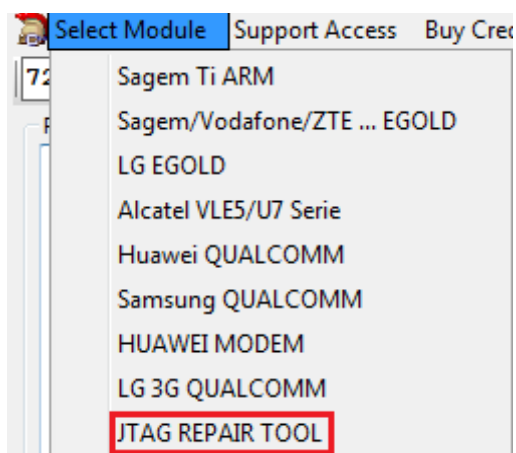 Select Module Support Access Buy Cred
72
Sagem Ti ARM
Sagem/Vodafone/ZTE ... EGOLD
LG EGOLD
Alcatel VLE5/U7 Serie
Huawei QUALCOMM
Samsung QUALCOMM
HUAWEI MODEM
LG 3G QUALCOMM
JTAG REPAIR TOOL